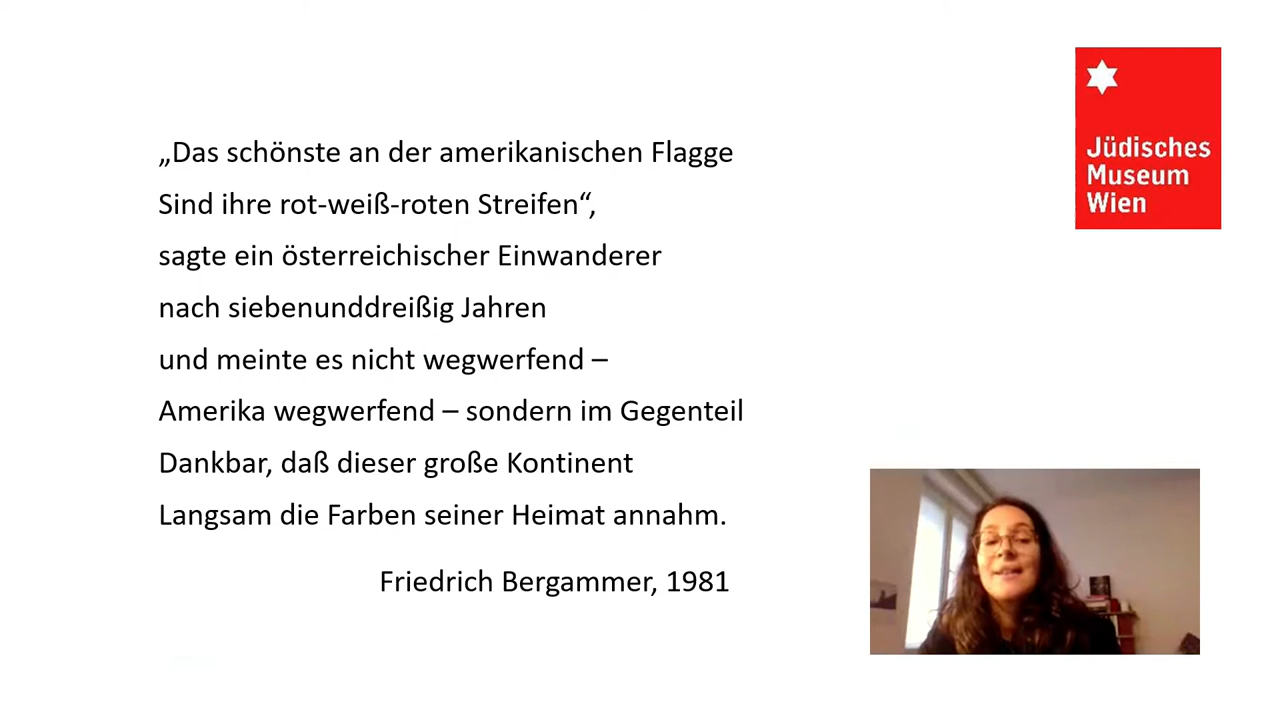 „Das schönste an der amerikanischen Flagge
Sind ihre rot-weiß-roten Streifen“,
sagte ein österreichischer Einwanderer
nach siebenunddreißig Jahren
und meinte es nicht wegwerfend –
Amerika wegwerfend – sondern im Gegenteil
Dankbar, daß dieser große Kontinent
Langsam die Farben seiner Heimat annahm.
Friedrich Bergammer, 1981
Jüdisches
Museum
Wien